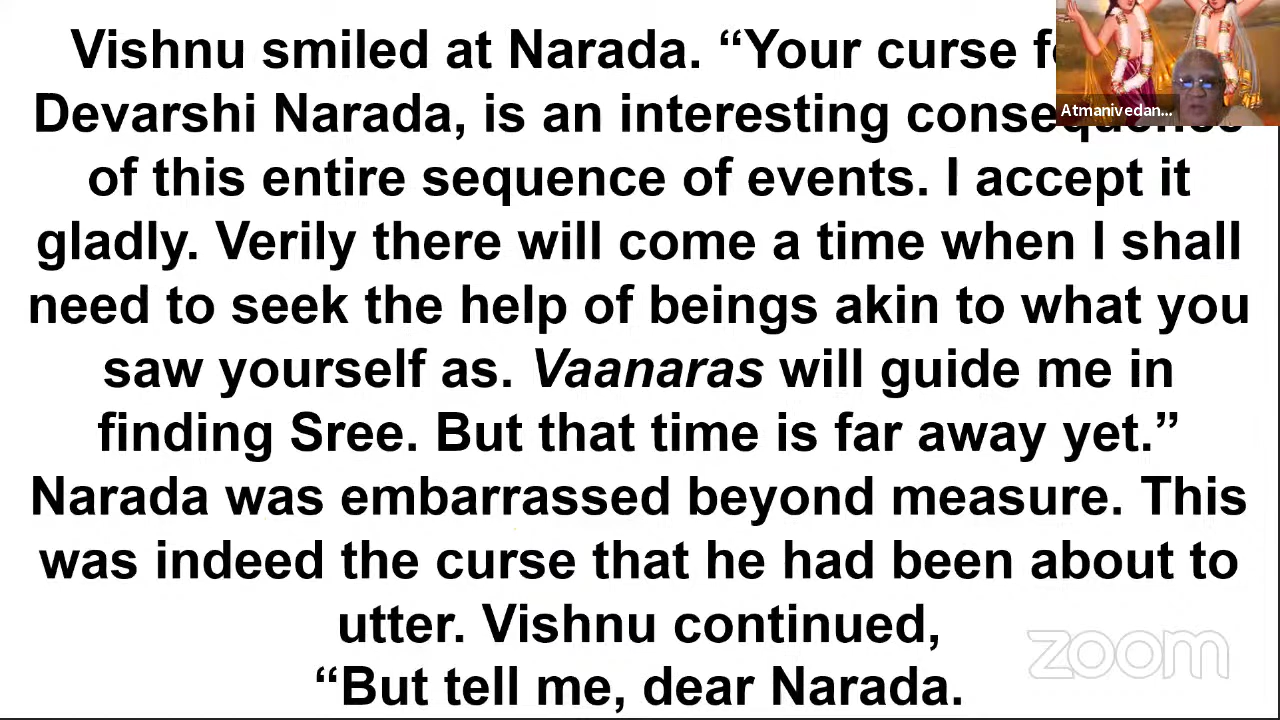 Vishnu smiled at Narada. “Your curse
Devarshi Narada, is an interesting consequence
of this entire sequence of events. I accept it
gladly. Verily there will come a time when I shall
need to seek the help of beings akin to what you
saw yourself as. Vaanaras will guide me in
finding Sree. But that time is far away yet.”
Narada was embarrassed beyond measure. This
was indeed the curse that he had been about to
utter. Vishnu continued,
“But tell me, dear Narada.
Atmanivedan...
zoom